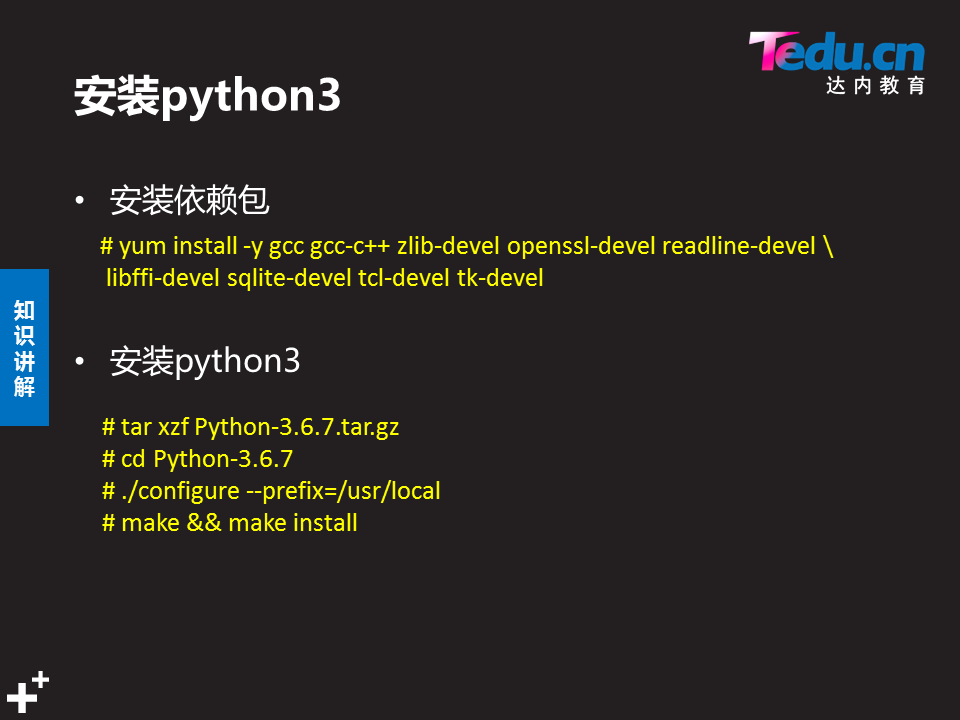 Tedu.cn
达内教育
安装python3
• 安装依赖包
# yum install -y gcc gcc-c++ zlib-devel openssl-devel readline-devel \
libffi-devel sqlite-devel tcl-devel tk-devel
知识讲解
• 安装python3
# tar xzf Python-3.6.7.tar.gz
# cd Python-3.6.7
# ./configure --prefix=/usr/local
# make && make install